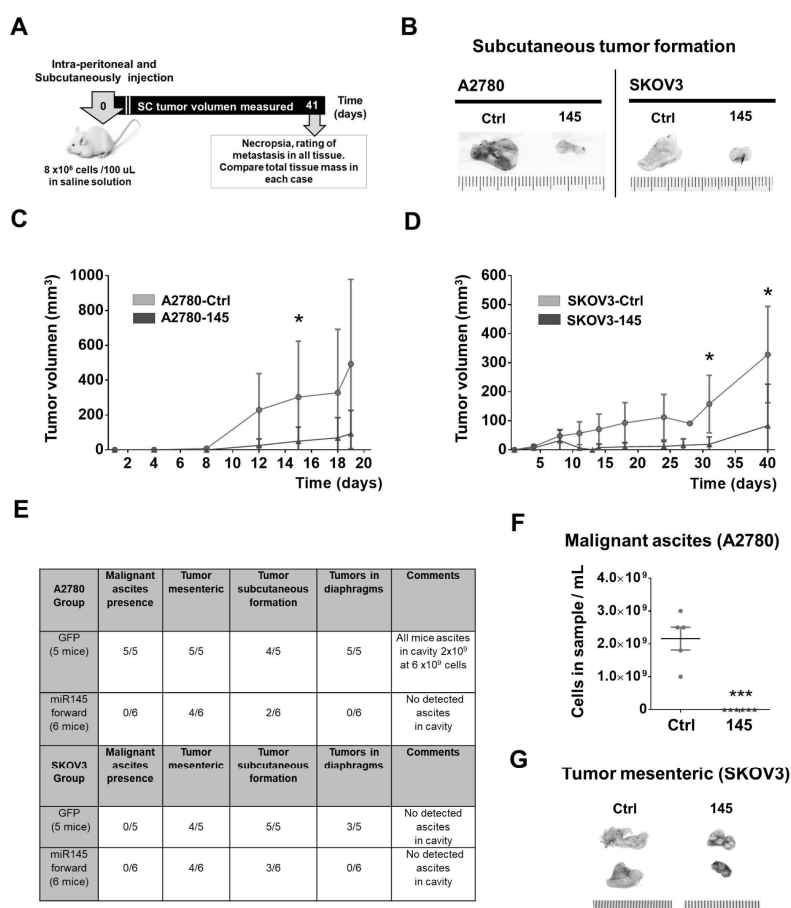 A
Intra-peritoneal and
Subcutaneously injection
0
SC tumor volumen measured 41
Time
(days)
8 x10⁶ cells /100 uL
in saline solution
Necropsia, rating of
metastasis in all tissue.
Compare total tissue mass in
each case
B
Subcutaneous tumor formation
A2780
SKOV3
Ctrl 145
Ctrl 145
C
Tumor volumen (mm³)
1000
800
600
400
200
0
A2780-Ctrl
A2780-145
*
2 4 6 8 10 12 14 16 18 20
Time (days)
D
Tumor volumen (mm³)
600
500
400
300
200
100
0
SKOV3-Ctrl
SKOV3-145
*
*
5 10 15 20 25 30 35 40
Time (days)
E
A2780 Group Malignant ascites presence Tumor mesenteric Tumor subcutaneous formation Tumors in diaphragms Comments
GFP (5 mice) 5/5 5/5 4/5 5/5 All mice ascites in cavity 2x10⁹ at 6 x10⁹ cells
miR145 forward (6 mice) 0/6 4/6 2/6 0/6 No detected ascites in cavity
SKOV3 Group Malignant ascites presence Tumor mesenteric Tumor subcutaneous formation Tumors in diaphragms Comments
GFP (5 mice) 0/5 4/5 5/5 3/5 No detected ascites in cavity
miR145 forward (6 mice) 0/6 4/6 3/6 0/6 No detected ascites in cavity
F
Malignant ascites (A2780)
Cells in sample / mL
4.0×10⁹
3.0×10⁹
2.0×10⁹
1.0×10⁹
0
***
Ctrl 145
G
Tumor mesenteric (SKOV3)
Ctrl 145